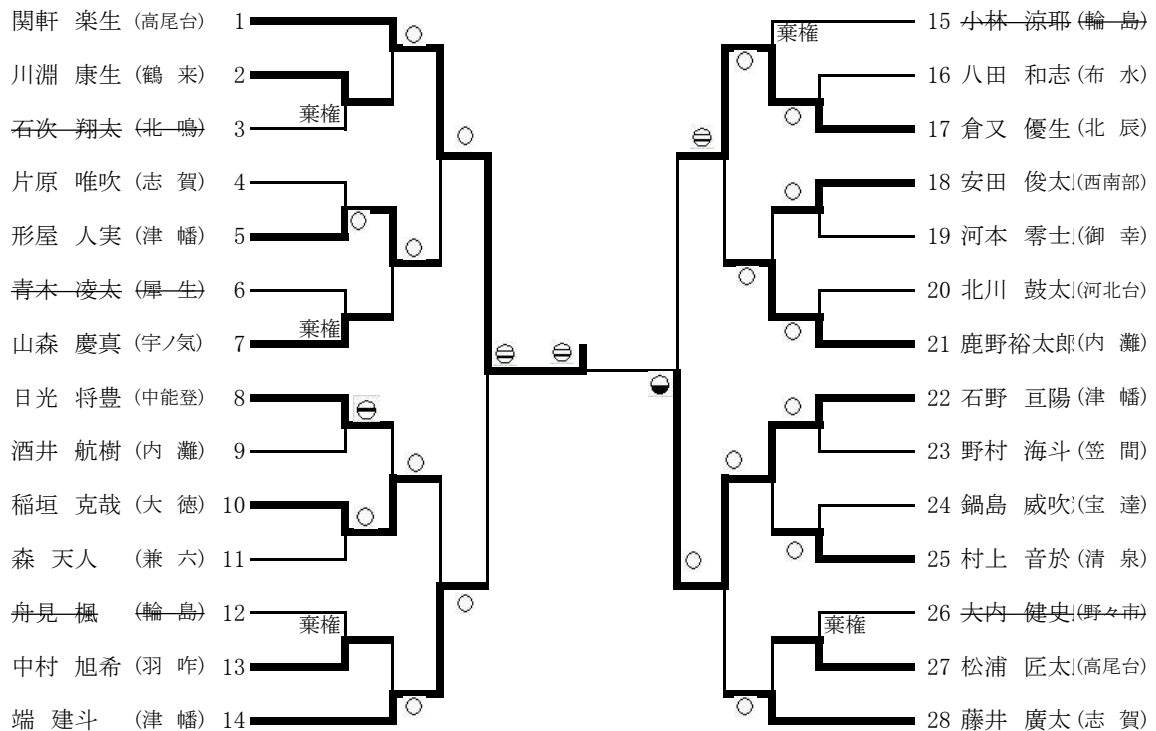 関軒 楽生 (高尾台) 1
川淵 康生 (鶴 来) 2
棄権
石次 翔太 (北 鳴) 3
片原 唯吹 (志 賀) 4
形屋 人実 (津 幡) 5
青木 凌太 (犀 生) 6
棄権
山森 慶真 (宇ノ気) 7
日光 将豊 (中能登) 8
酒井 航樹 (内 灘) 9
稲垣 克哉 (大 徳) 10
森 天人 (兼 六) 11
舟見 楓 (輪 島) 12
棄権
中村 旭希 (羽 咋) 13
端 建斗 (津 幡) 14
15 小林 涼耶 (輪 島)
棄権
16 八田 和志 (布 水)
17 倉又 優生 (北 辰)
18 安田 俊太 (西南部)
19 河本 零士 (御 幸)
20 北川 鼓太 (河北台)
21 鹿野裕太郎 (内 灘)
22 石野 亘陽 (津 幡)
23 野村 海斗 (笠 間)
24 鍋島 威吹 (宝 達)
25 村上 音於 (清 泉)
26 大内 健史 (野々市)
棄権
27 松浦 匠太 (高尾台)
28 藤井 廣太 (志 賀)